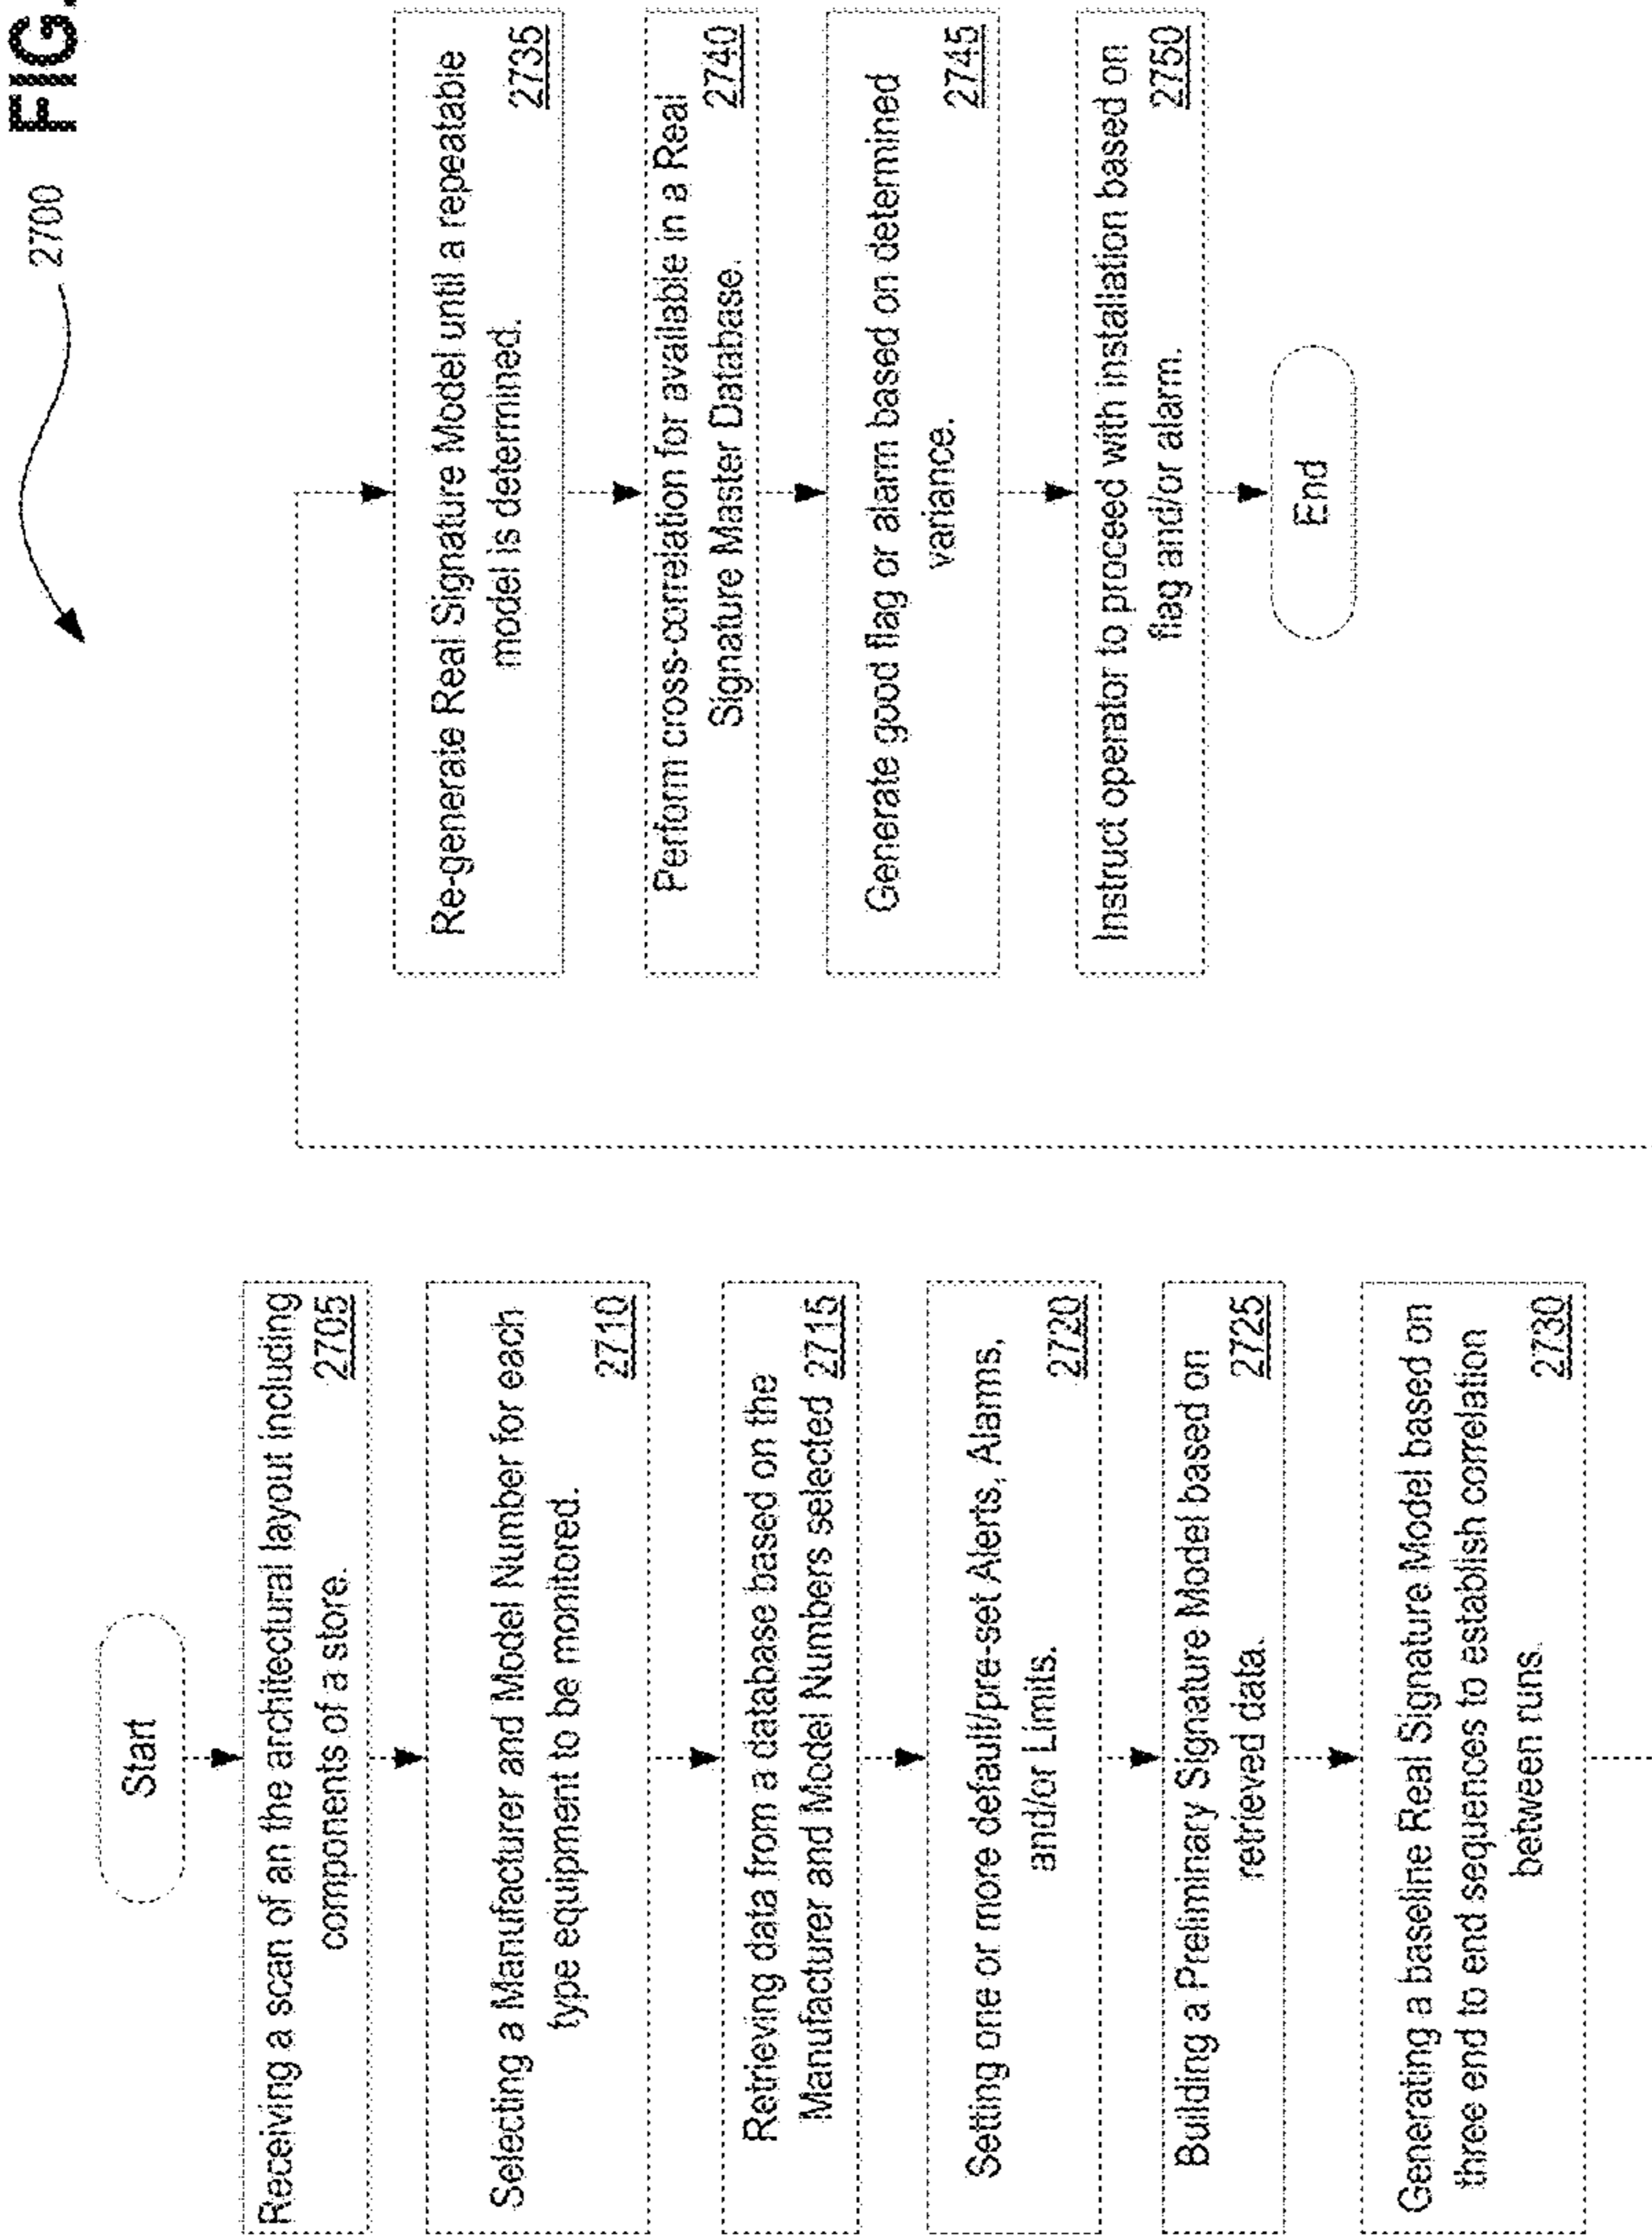 2700
FIG.
Start
Receiving a scan of an the architectural layout including
components of a store.
2705
Selecting a Manufacturer and Model Number for each
type equipment to be monitored.
2710
Retrieving data from a database based on the
Manufacturer and Model Numbers selected 2715
Setting one or more default/pre-set Alerts, Alarms,
and/or Limits.
2720
Building a Preliminary Signature Model based on
retrieved data.
2725
Generating a baseline Real Signature Model based on
three end to end sequences to establish correlation
between runs.
2730
Re-generate Real Signature Model until a repeatable
model is determined.
2735
Perform cross-correlation for available in a Real
Signature Master Database.
2740
Generate good flag or alarm based on determined
variance.
2745
Instruct operator to proceed with installation based on
flag and/or alarm.
2750
End